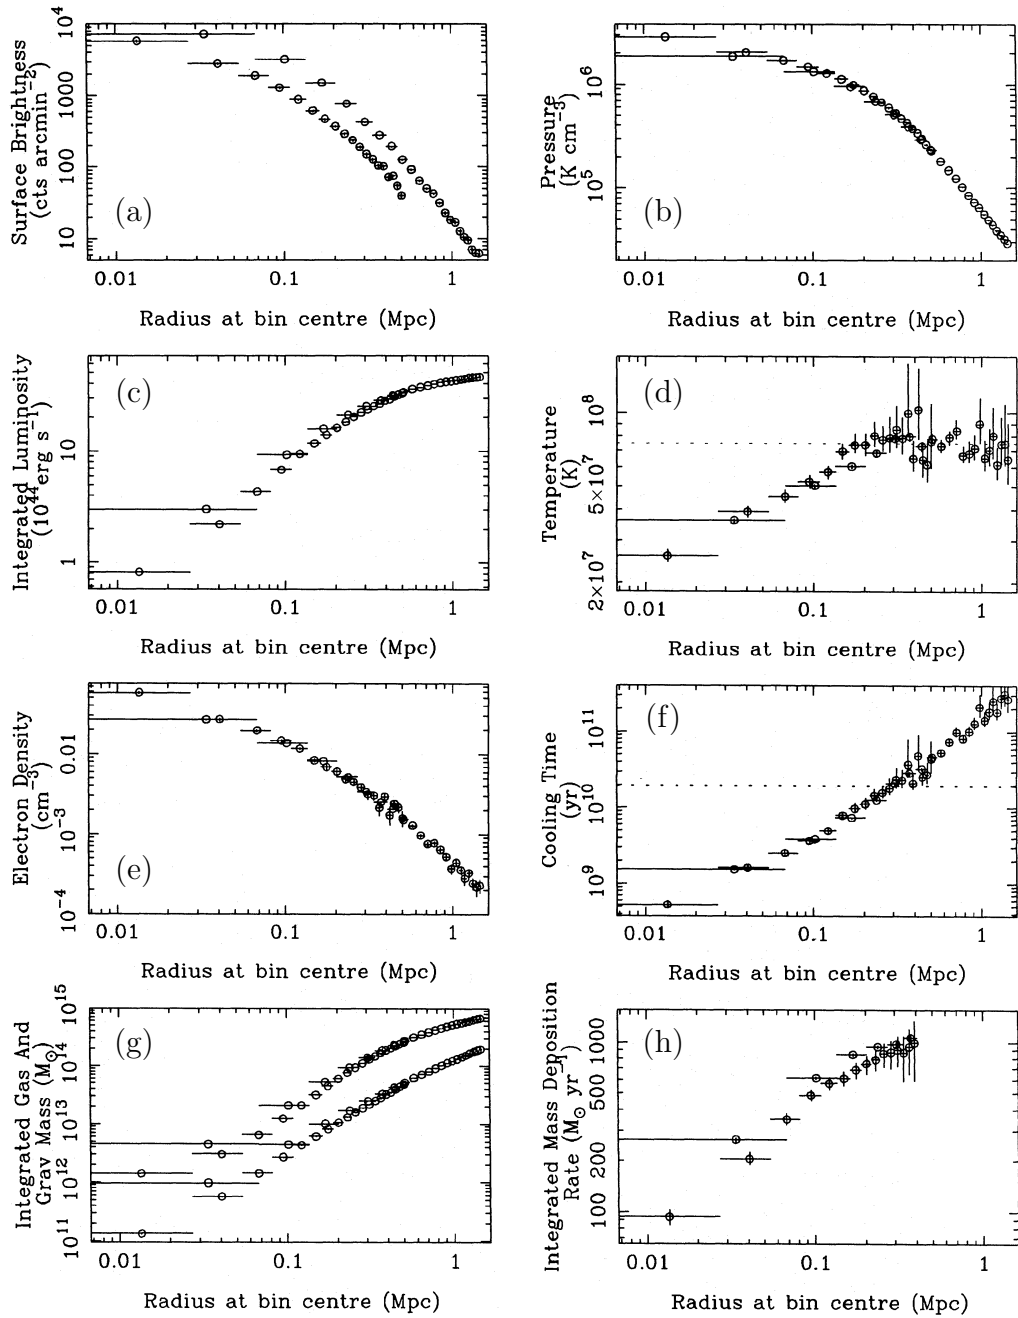 Surface Brightness
(cts arcmin⁻²)
10⁴
1000
100
10
(a)
0.01 0.1 1
Radius at bin centre (Mpc)
Pressure
(K cm⁻³)
10⁶
10⁵
(b)
0.01 0.1 1
Radius at bin centre (Mpc)
Integrated Luminosity
(10⁴⁴erg s⁻¹)
10
1
(c)
0.01 0.1 1
Radius at bin centre (Mpc)
Temperature
(K)
10⁸
5×10⁷
2×10⁷
(d)
0.01 0.1 1
Radius at bin centre (Mpc)
Electron Density
(cm⁻³)
0.01
10⁻³
10⁻⁴
(e)
0.01 0.1 1
Radius at bin centre (Mpc)
Cooling Time
(yr)
10¹¹
10¹⁰
10⁹
(f)
0.01 0.1 1
Radius at bin centre (Mpc)
Integrated Gas And
Grav Mass (M⊙)
10¹⁵
10¹⁴
10¹³
10¹²
10¹¹
(g)
0.01 0.1 1
Radius at bin centre (Mpc)
Integrated Mass Deposition
Rate (M⊙ yr⁻¹)
1000
500
200
100
(h)
0.01 0.1 1
Radius at bin centre (Mpc)